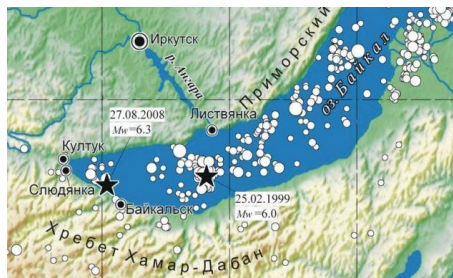 Иркутск
р. Ангара
Приморский
оз. Байкал
27.08.2008
Mw=6.3
Листвянка
Култук
Слюдянка
Байкальск
25.02.1999
Mw=6.0
Хребет Хамар-Дабан